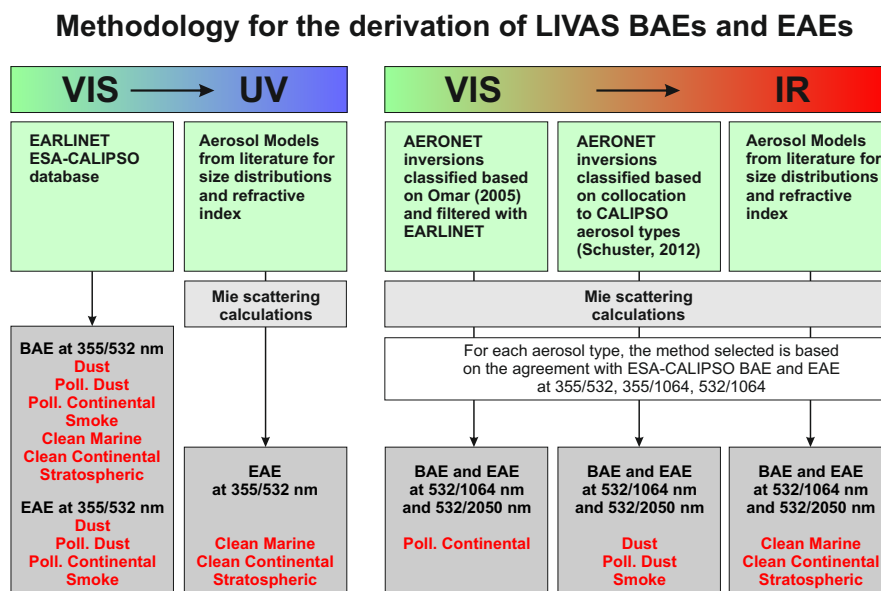 Methodology for the derivation of LIVAS BAEs and EAEs
VIS
UV
EARLINET
ESA-CALIPSO
database
Aerosol Models
from literature for
size distributions
and refractive
index
Mie scattering
calculations
BAE at 355/532 nm
Dust
Poll. Dust
Poll. Continental
Smoke
Clean Marine
Clean Continental
Stratospheric
EAE at 355/532 nm
Dust
Poll. Dust
Poll. Continental
Smoke
EAE
at 355/532 nm
Clean Marine
Clean Continental
Stratospheric
VIS
IR
AERONET
inversions
classified based
on Omar (2005)
and filtered with
EARLINET
AERONET
inversions
classified based
on collocation
to CALIPSO
aerosol types
(Schuster, 2012)
Aerosol Models
from literature for
size distributions
and refractive
index
Mie scattering
calculations
For each aerosol type, the method selected is based
on the agreement with ESA-CALIPSO BAE and EAE
at 355/532, 355/1064, 532/1064
BAE and EAE
at 532/1064 nm
and 532/2050 nm
Poll. Continental
BAE and EAE
at 532/1064 nm
and 532/2050 nm
Dust
Poll. Dust
Smoke
BAE and EAE
at 532/1064 nm
and 532/2050 nm
Clean Marine
Clean Continental
Stratospheric